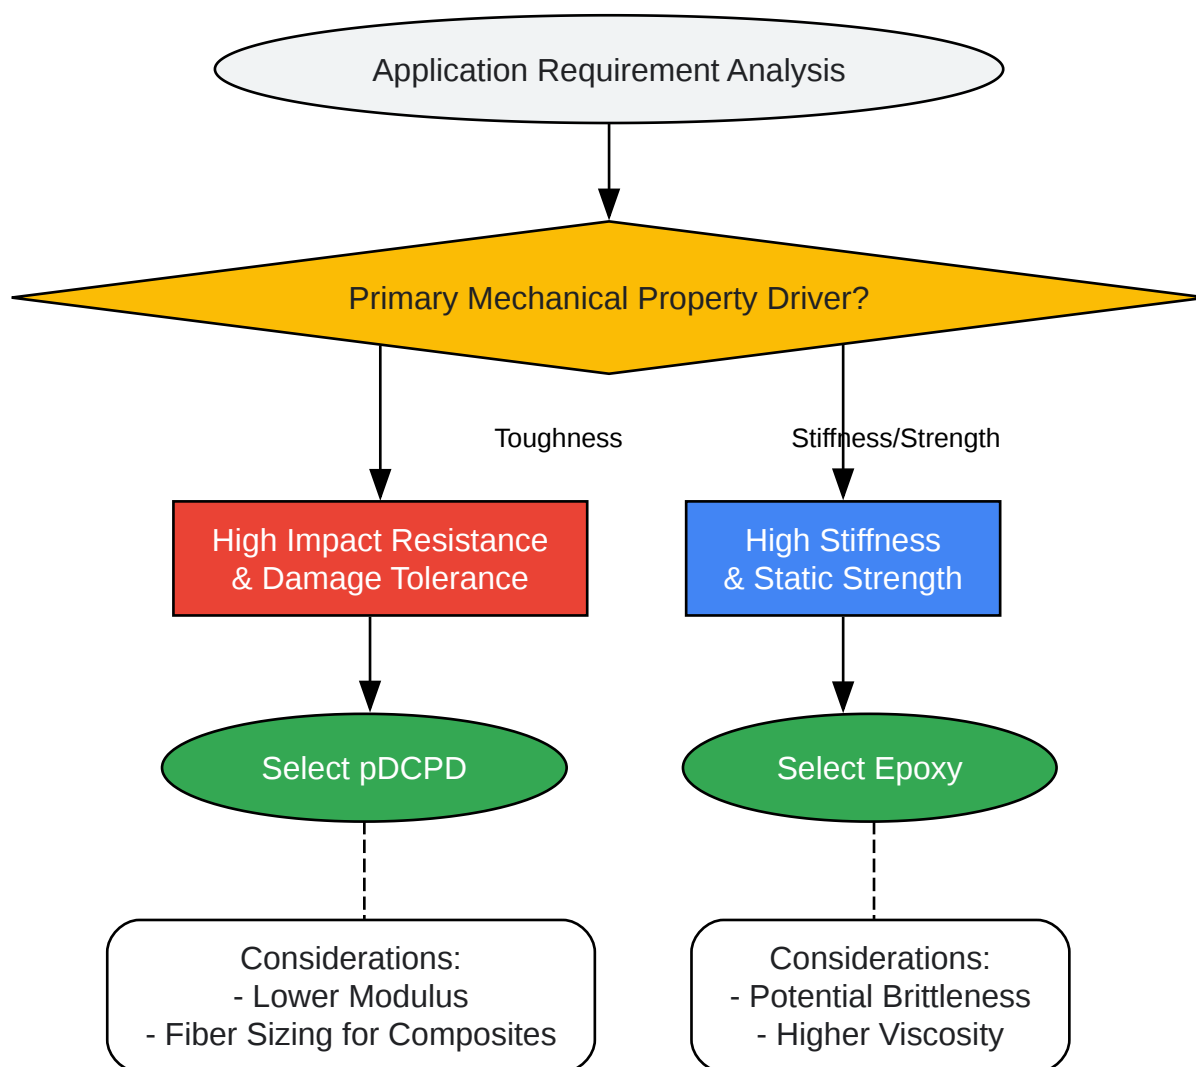 Application Requirement Analysis
Primary Mechanical Property Driver?
Toughness
Stiffness/Strength
High Impact Resistance
& Damage Tolerance
High Stiffness
& Static Strength
Select pDCPD
Select Epoxy
Considerations:
- Lower Modulus
- Fiber Sizing for Composites
Considerations:
- Potential Brittleness
- Higher Viscosity